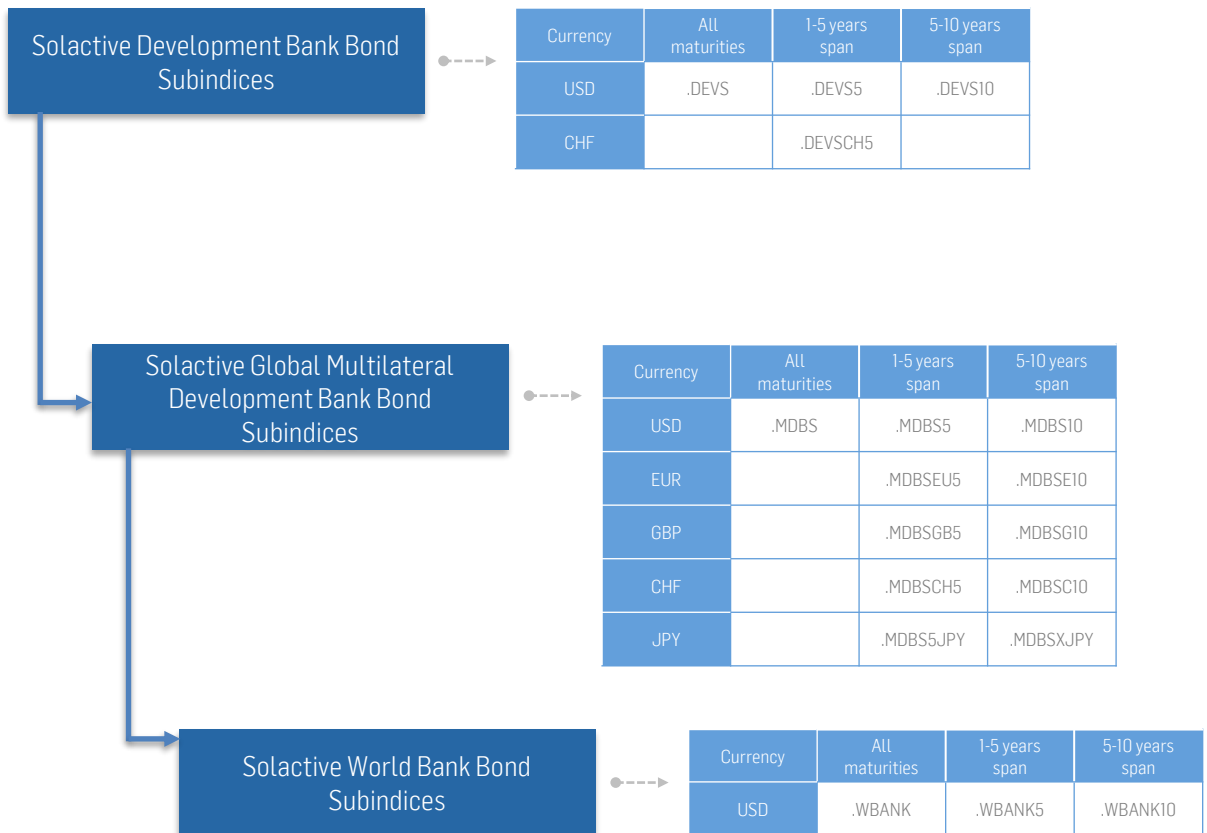 Solactive Development Bank Bond
Subindices
Currency All maturities 1-5 years span 5-10 years span
USD .DEVS .DEVS5 .DEVS10
CHF .DEVSCH5
Solactive Global Multilateral
Development Bank Bond
Subindices
Currency All maturities 1-5 years span 5-10 years span
USD .MDBS .MDBS5 .MDBS10
EUR .MDBSEU5 .MDBSE10
GBP .MDBSGB5 .MDBSG10
CHF .MDBSCH5 .MDBSC10
JPY .MDBS5JPY .MDBSXJPY
Solactive World Bank Bond
Subindices
Currency All maturities 1-5 years span 5-10 years span
USD .WBANK .WBANK5 .WBANK10